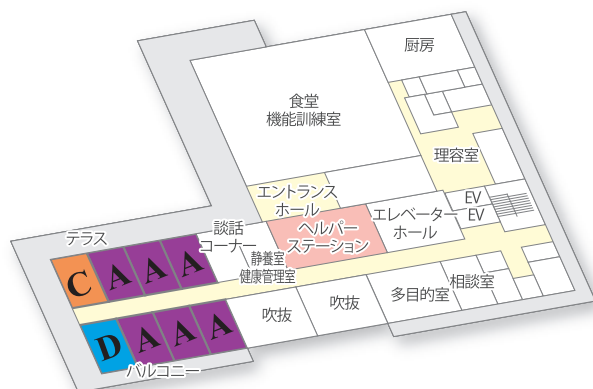 厨房
食堂
機能訓練室
理容室
エントランス
ホール
ヘルパー
ステーション
エレベーター
ホール
EV
EV
談話
コーナー
静養室
健康管理室
テラス
C
A
A
A
D
A
A
A
バルコニー
吹抜
吹抜
多目的室
相談室